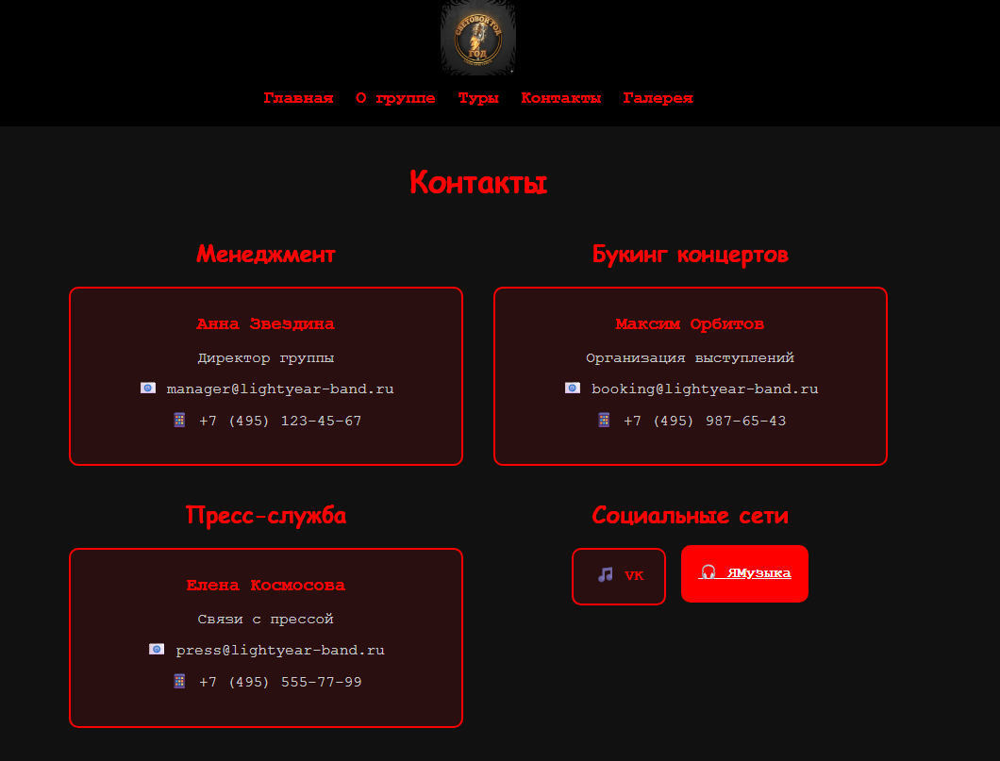 СВЕТОВОЙ ГОД
ГОД
Главная О группе Туры Контакты Галерея
Контакты
Менеджмент
Анна Звездина
Директор группы
manager@lightyear-band.ru
+7 (495) 123-45-67
Букинг концертов
Максим Орбитов
Организация выступлений
booking@lightyear-band.ru
+7 (495) 987-65-43
Пресс-служба
Елена Космосова
Связи с прессой
press@lightyear-band.ru
+7 (495) 555-77-99
Социальные сети
VK
ЯМузыка